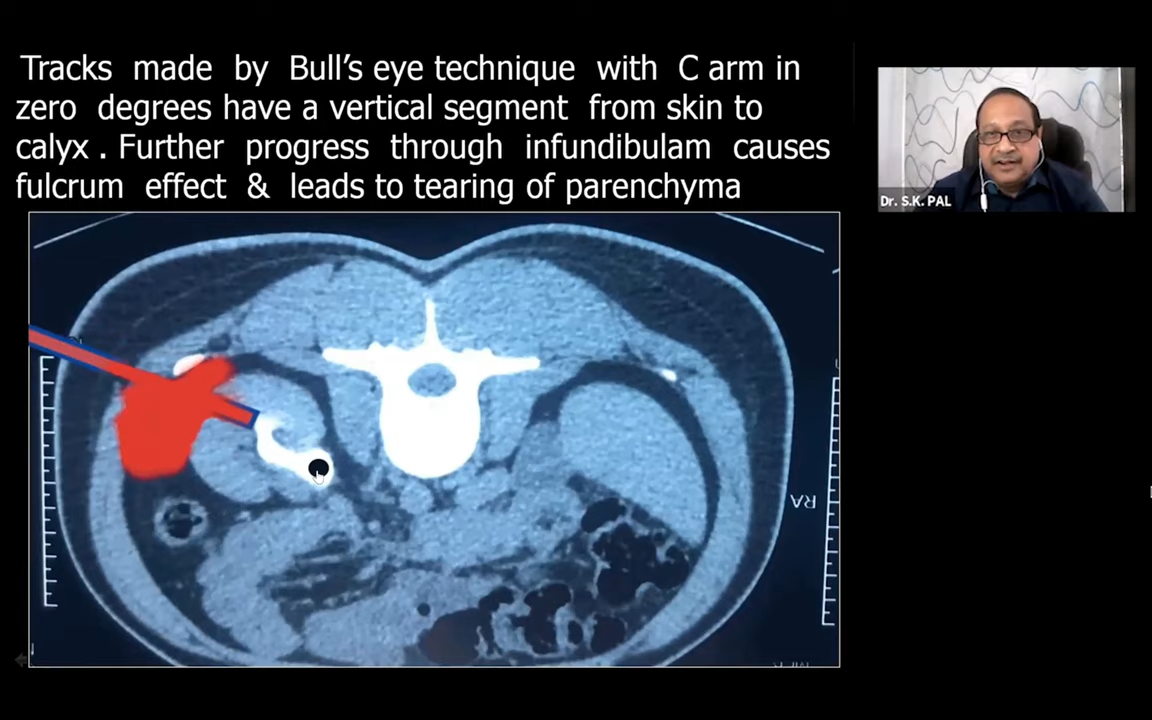 Tracks made by Bull's eye technique with C arm in
zero degrees have a vertical segment from skin to
calyx . Further progress through infundibulam causes
fulcrum effect & leads to tearing of parenchyma
Dr. S.K. PAL
RA